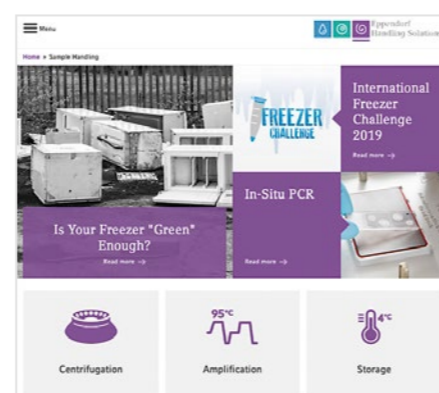 Menu
Eppendorf
Handling Solutions
Home > Sample Handling
FREEZER
CHALLENGE
International
Freezer
Challenge
2019
Read more →
In-Situ PCR
Read more →
Is Your Freezer "Green"
Enough?
Read more →
95°C
4°C
Centrifugation
Amplification
Storage